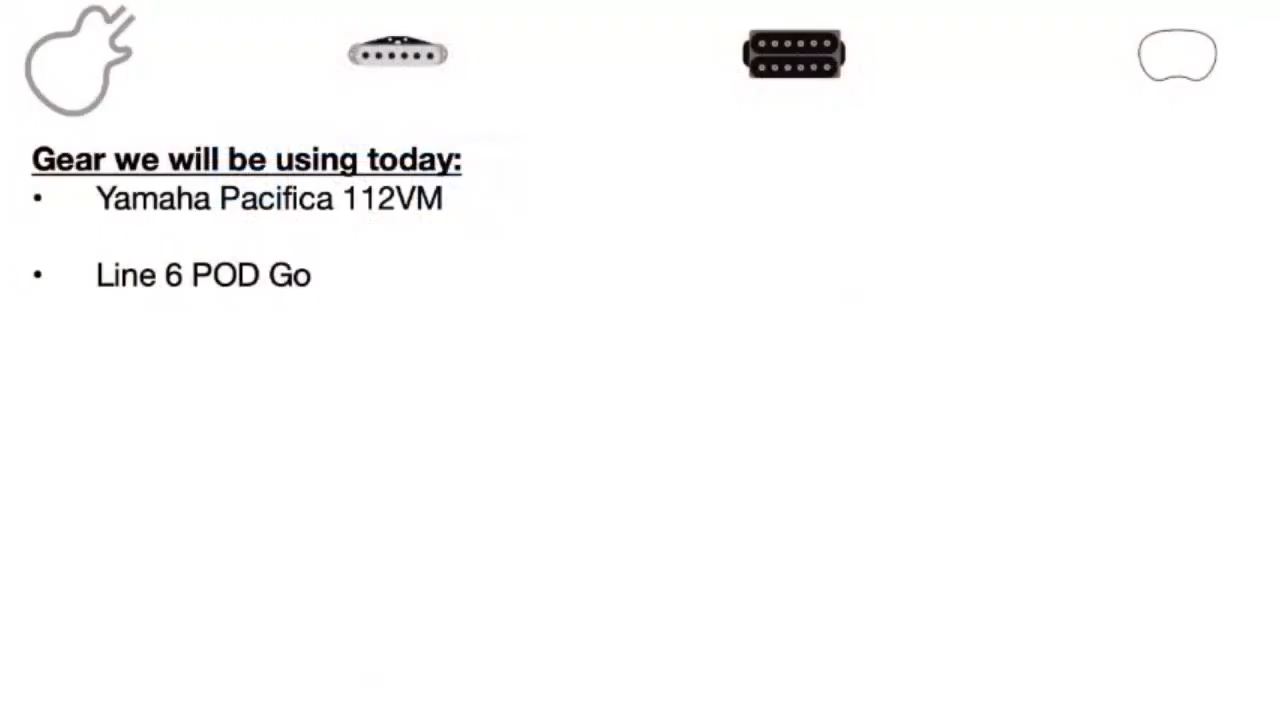 Gear we will be using today:
• Yamaha Pacifica 112VM
• Line 6 POD Go